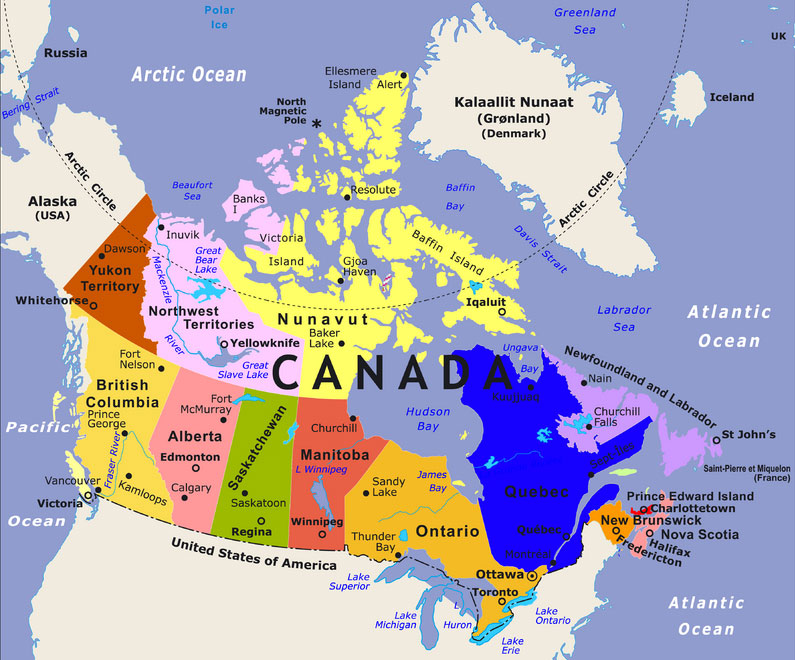 Polar
Ice
Greenland
Sea
UK
Russia
Arctic Ocean
Ellesmere
Island
Alert
Bering Strait
North
Magnetic
Pole
*
Kalaallit Nunaat
(Grønland)
(Denmark)
Iceland
Arctic Circle
Arctic Circle
Alaska
(USA)
Beaufort
Sea
Banks
I
Resolute
Baffin
Bay
Davis Strait
Inuvik
Victoria
Island
Great
Bear
Lake
Gjoa
Haven
Baffin Island
Dawson
Yukon
Territory
Whitehorse
Mackenzie
River
Northwest
Territories
Yellowknife
Great
Slave Lake
Nunavut
Baker
Lake
Iqaluit
Labrador
Sea
Atlantic
Ocean
CANADA
Ungava
Bay
Kuujjuaq
Newfoundland and Labrador
Nain
Fort
Nelson
British
Columbia
Prince
George
Fraser River
Fort
McMurray
Alberta
Edmonton
Calgary
Kamloops
Vancouver
Victoria
Pacific
Ocean
Saskatchewan
Saskatoon
Regina
Churchill
Manitoba
L Winnipeg
Winnipeg
Hudson
Bay
James
Bay
Sandy
Lake
Ontario
Thunder
Bay
Churchill
Falls
Sept-Iles
Quebec
Québec
Montréal
Ottawa
Toronto
St John's
Saint-Pierre et Miquelon
(France)
Prince Edward Island
Charlottetown
New Brunswick
Nova Scotia
Halifax
Fredericton
United States of America
Lake
Superior
Lake
Michigan
L
Huron
Lake
Ontario
Lake
Erie
Atlantic
Ocean